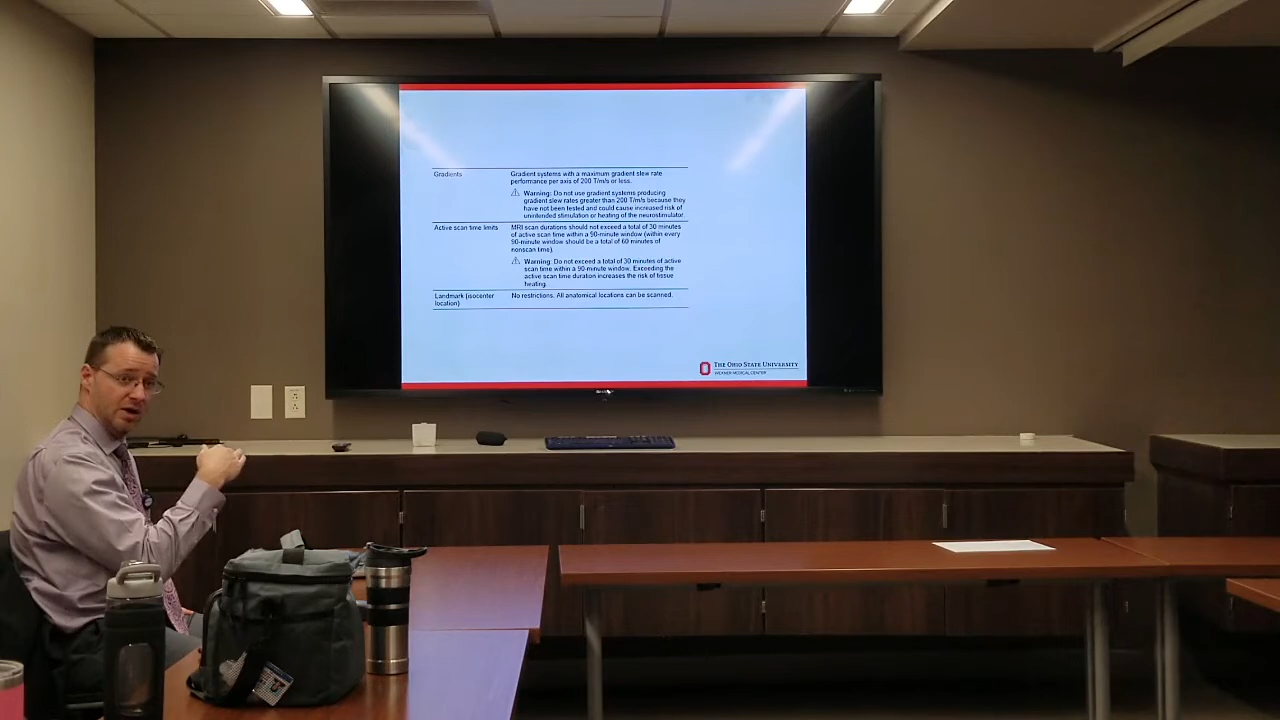 Gradients
Gradient systems with a maximum gradient slew rate
performance per axis of 200 T/m/s or less.
Warning: Do not use gradient systems producing
gradient slew rates greater than 200 T/m/s because they
have not been tested and could cause increased risk of
unintended stimulation or heating of the neurostimulator.
Active scan time limits
MRI scan durations should not exceed a total of 30 minutes
of active scan time within a 90-minute window (within every
90-minute window should be a total of 60 minutes of
nonscan time).
Warning: Do not exceed a total of 30 minutes of active
scan time within a 90-minute window. Exceeding the
active scan time duration increases the risk of tissue
heating.
Landmark (isocenter
location)
No restrictions. All anatomical locations can be scanned.
THE OHIO STATE UNIVERSITY
WEXNER MEDICAL CENTER